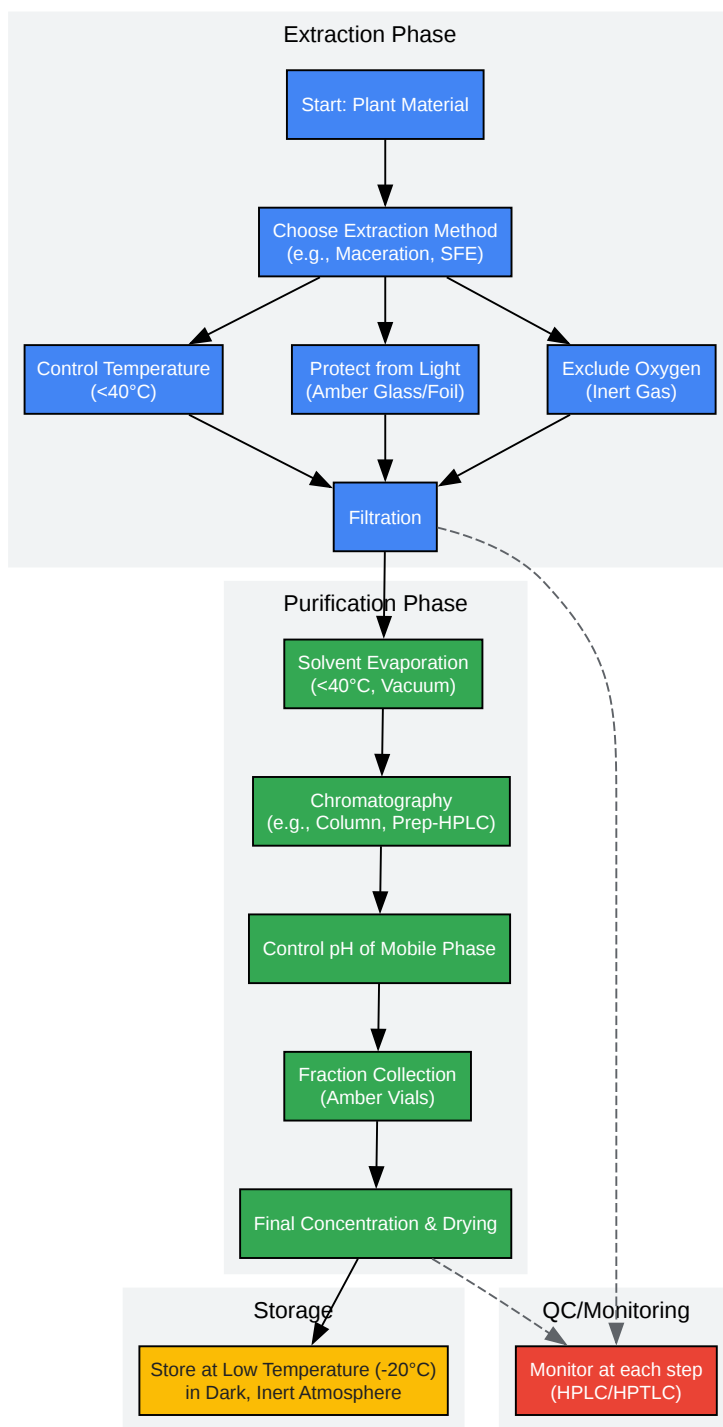 Extraction Phase
Start: Plant Material
Choose Extraction Method
(e.g., Maceration, SFE)
Control Temperature
(<40°C)
Protect from Light
(Amber Glass/Foil)
Exclude Oxygen
(Inert Gas)
Filtration
Purification Phase
Solvent Evaporation
(<40°C, Vacuum)
Chromatography
(e.g., Column, Prep-HPLC)
Control pH of Mobile Phase
Fraction Collection
(Amber Vials)
Final Concentration & Drying
Storage
Store at Low Temperature (-20°C)
in Dark, Inert Atmosphere
QC/Monitoring
Monitor at each step
(HPLC/HPTLC)